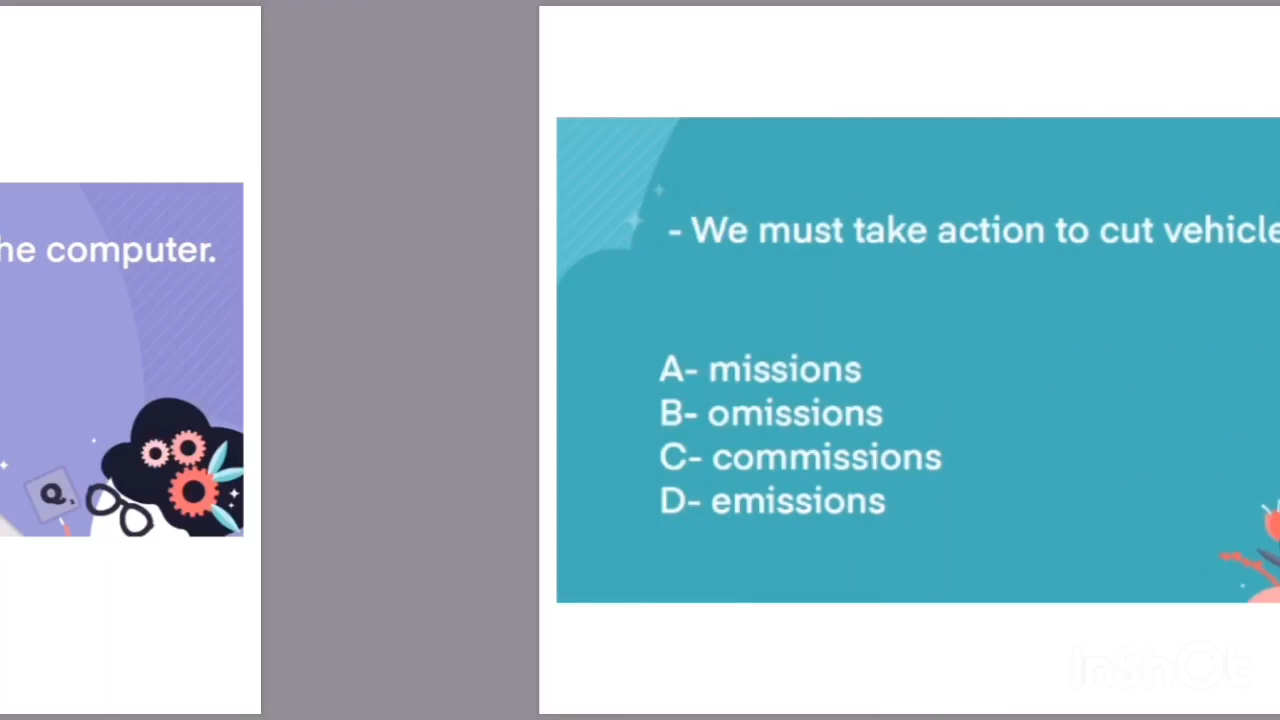 he computer.
Q.
- We must take action to cut vehicle
A- missions
B- omissions
C- commissions
D- emissions
InShOt